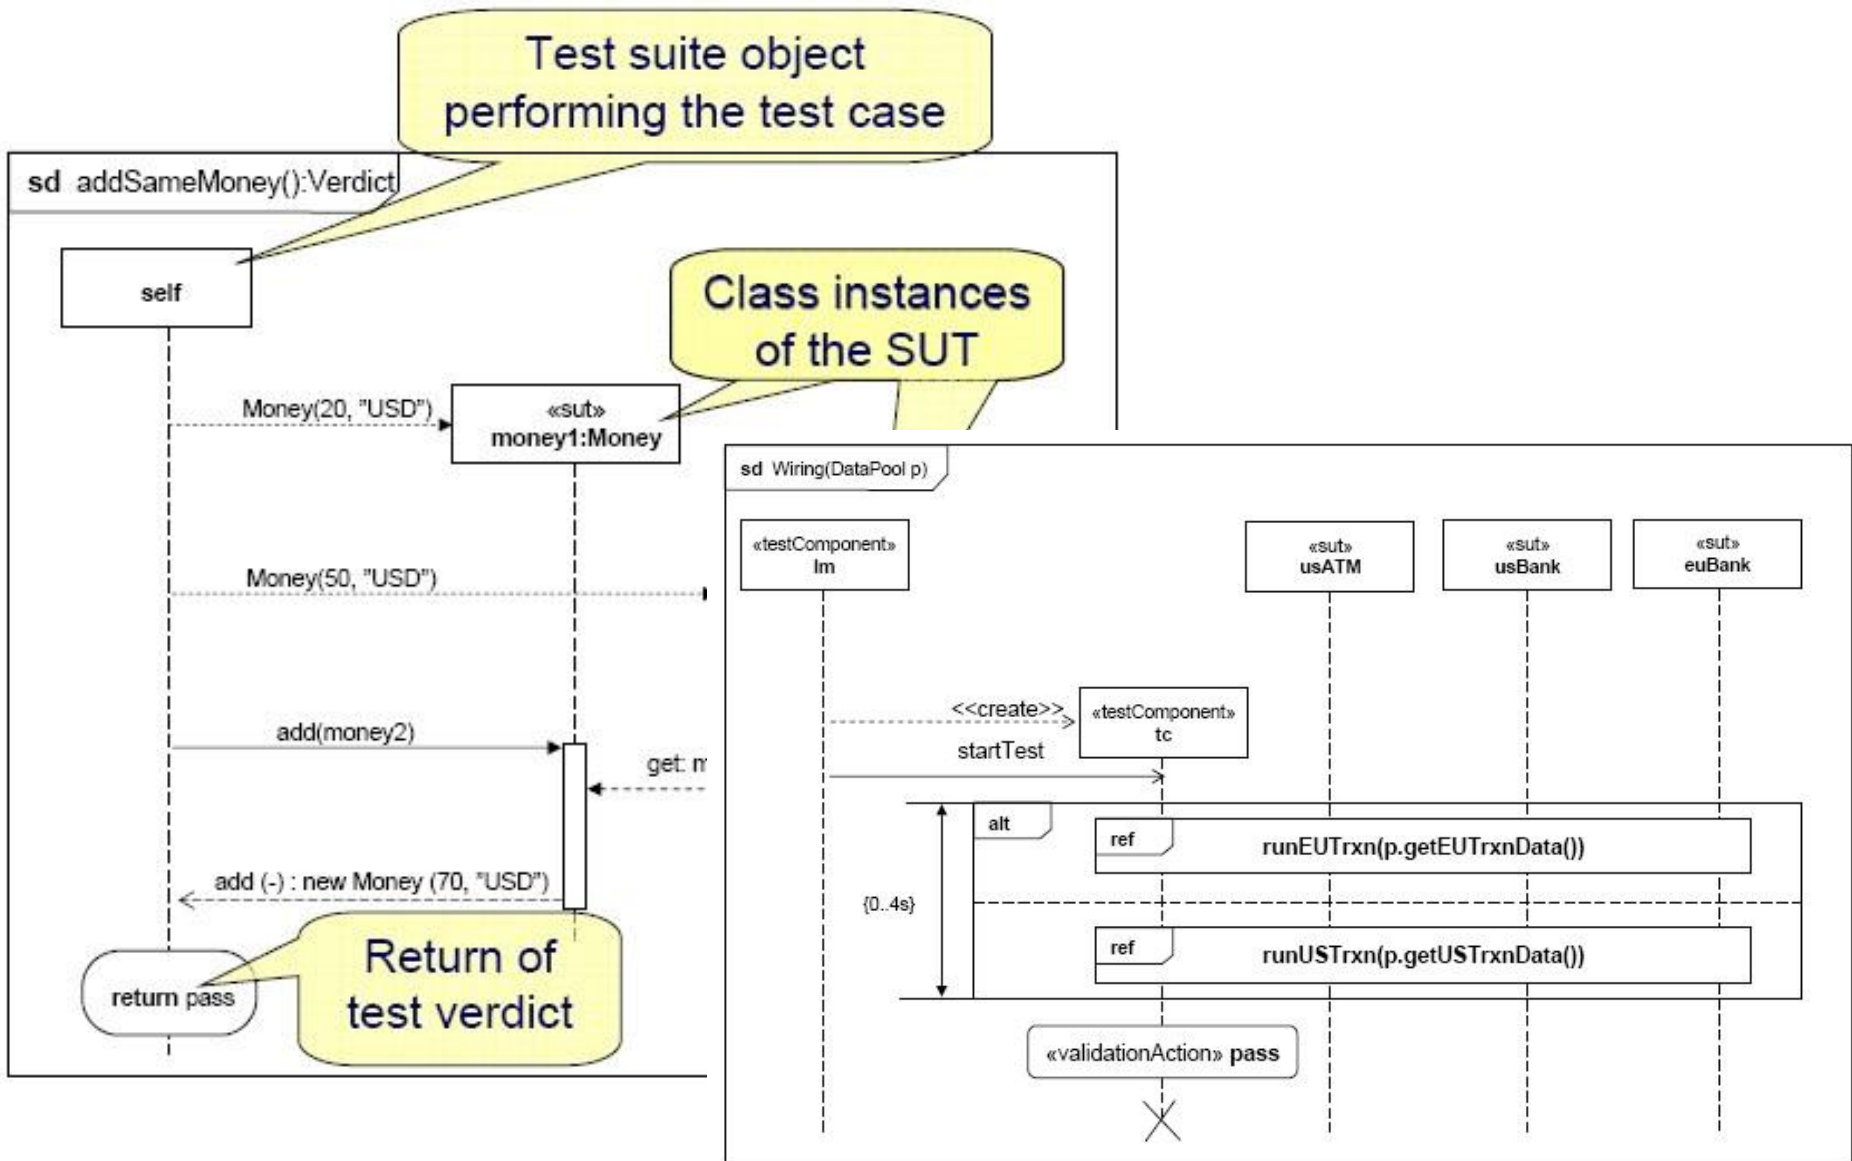 Test suite object
performing the test case
sd addSameMoney():Verdict
self
Class instances
of the SUT
Money(20, "USD")
«sut»
money1:Money
Money(50, "USD")
add(money2)
get: m
add (-) : new Money (70, "USD")
Return of
test verdict
return pass
sd Wiring(DataPool p)
«testComponent»
lm
«sut»
usATM
«sut»
usBank
«sut»
euBank
<<create>>
«testComponent»
tc
startTest
alt
ref
runEUTrxn(p.getEUTrxnData())
{0..4s}
ref
runUSTrxn(p.getUSTrxnData())
«validationAction» pass